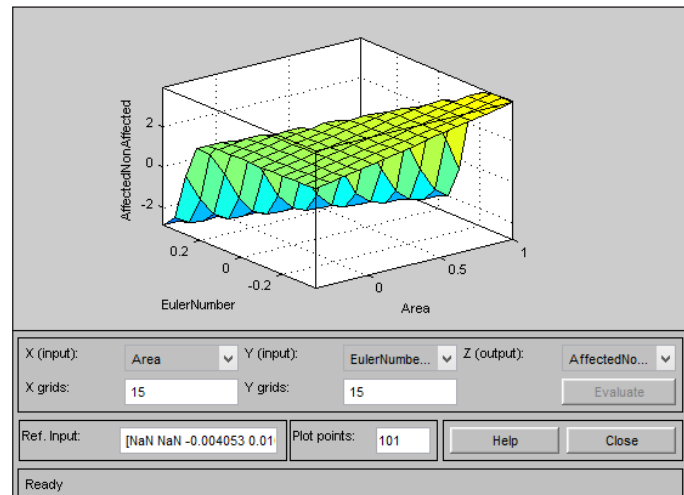 AffectedNonAffected
2
0
-2
0.2
0
-0.2
EulerNumber
0
0.5
1
Area
X (input): Area Y (input): EulerNumbe... Z (output): AffectedNo...
X grids: 15 Y grids: 15 Evaluate
Ref. Input: [NaN NaN -0.004053 0.01 Plot points: 101 Help Close
Ready